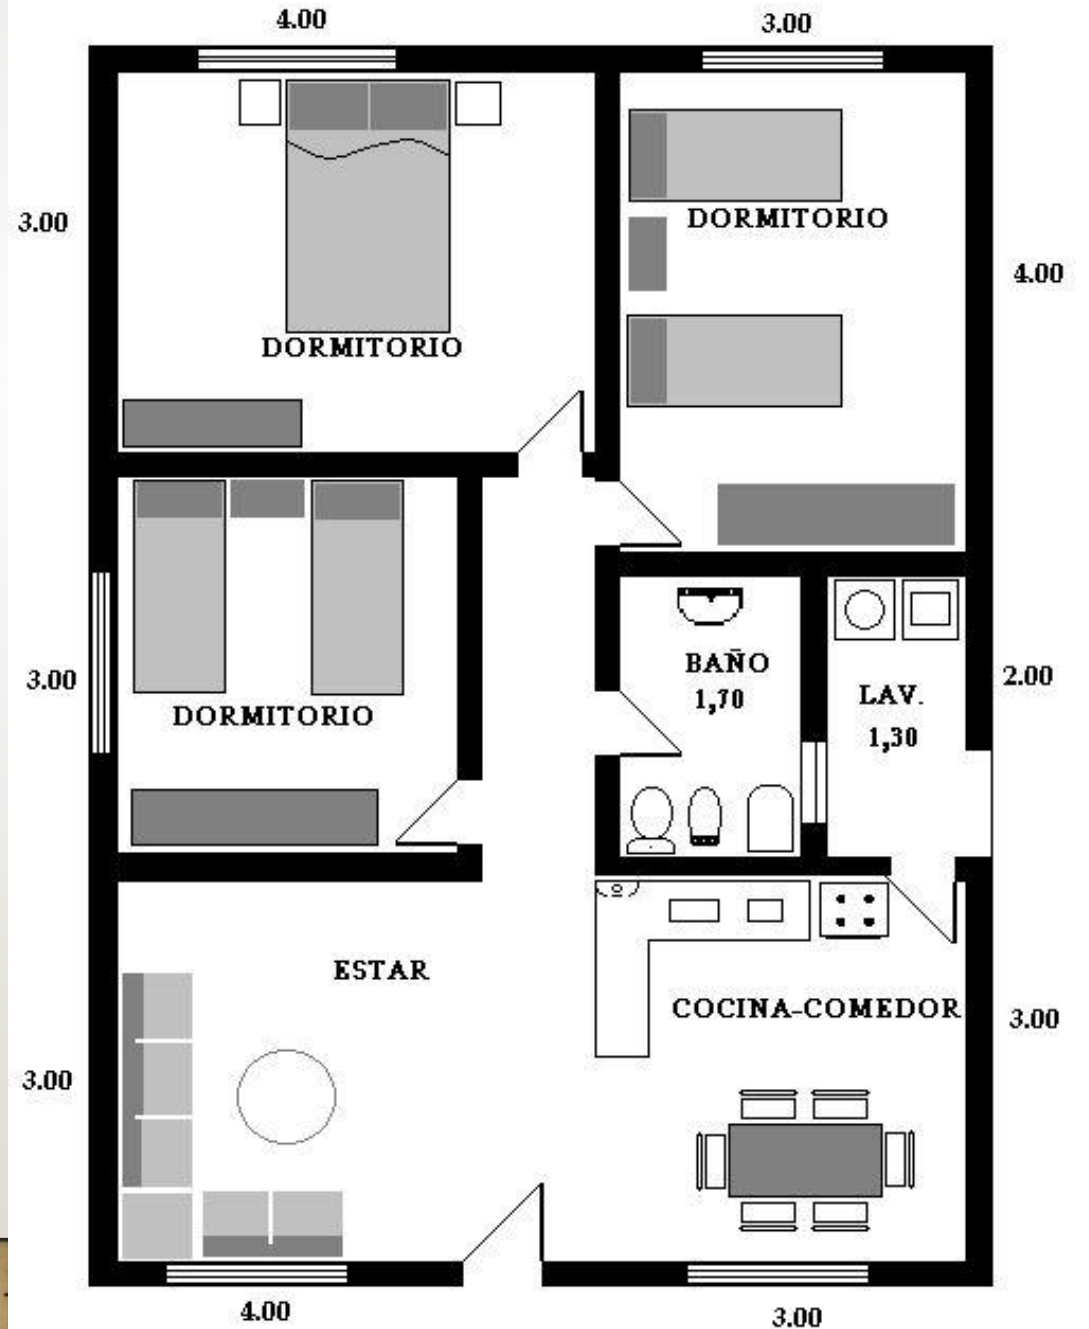 4.00
3.00
3.00
DORMITORIO
4.00
DORMITORIO
BAÑO
1,70
LAV.
1,30
2.00
3.00
DORMITORIO
ESTAR
COCINA-COMEDOR
3.00
3.00
4.00
3.00